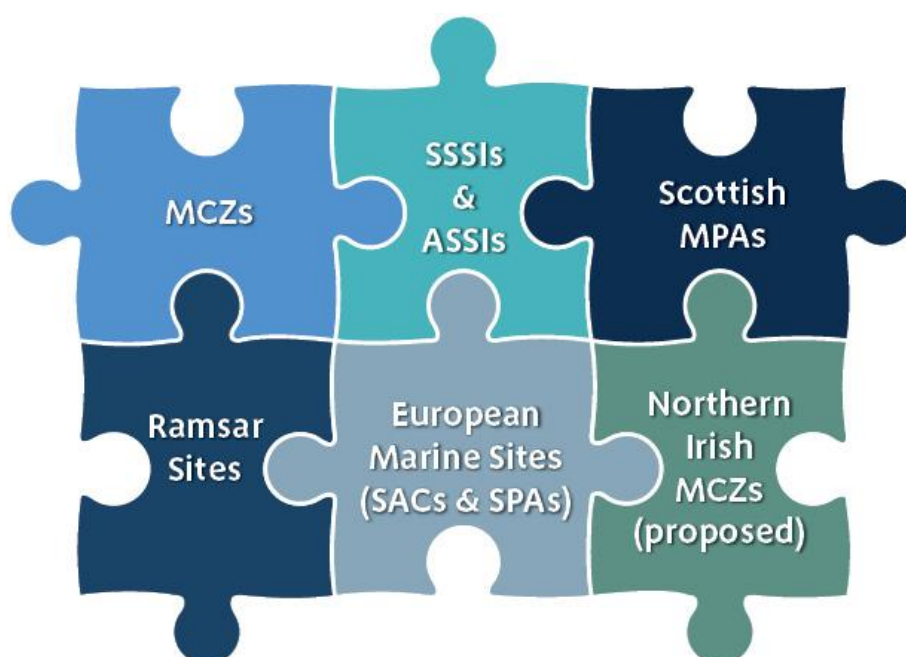 MCZs
SSSIs
&
ASSIs
Scottish
MPAs
Ramsar
Sites
European
Marine Sites
(SACs & SPAs)
Northern
Irish
MCZs
(proposed)